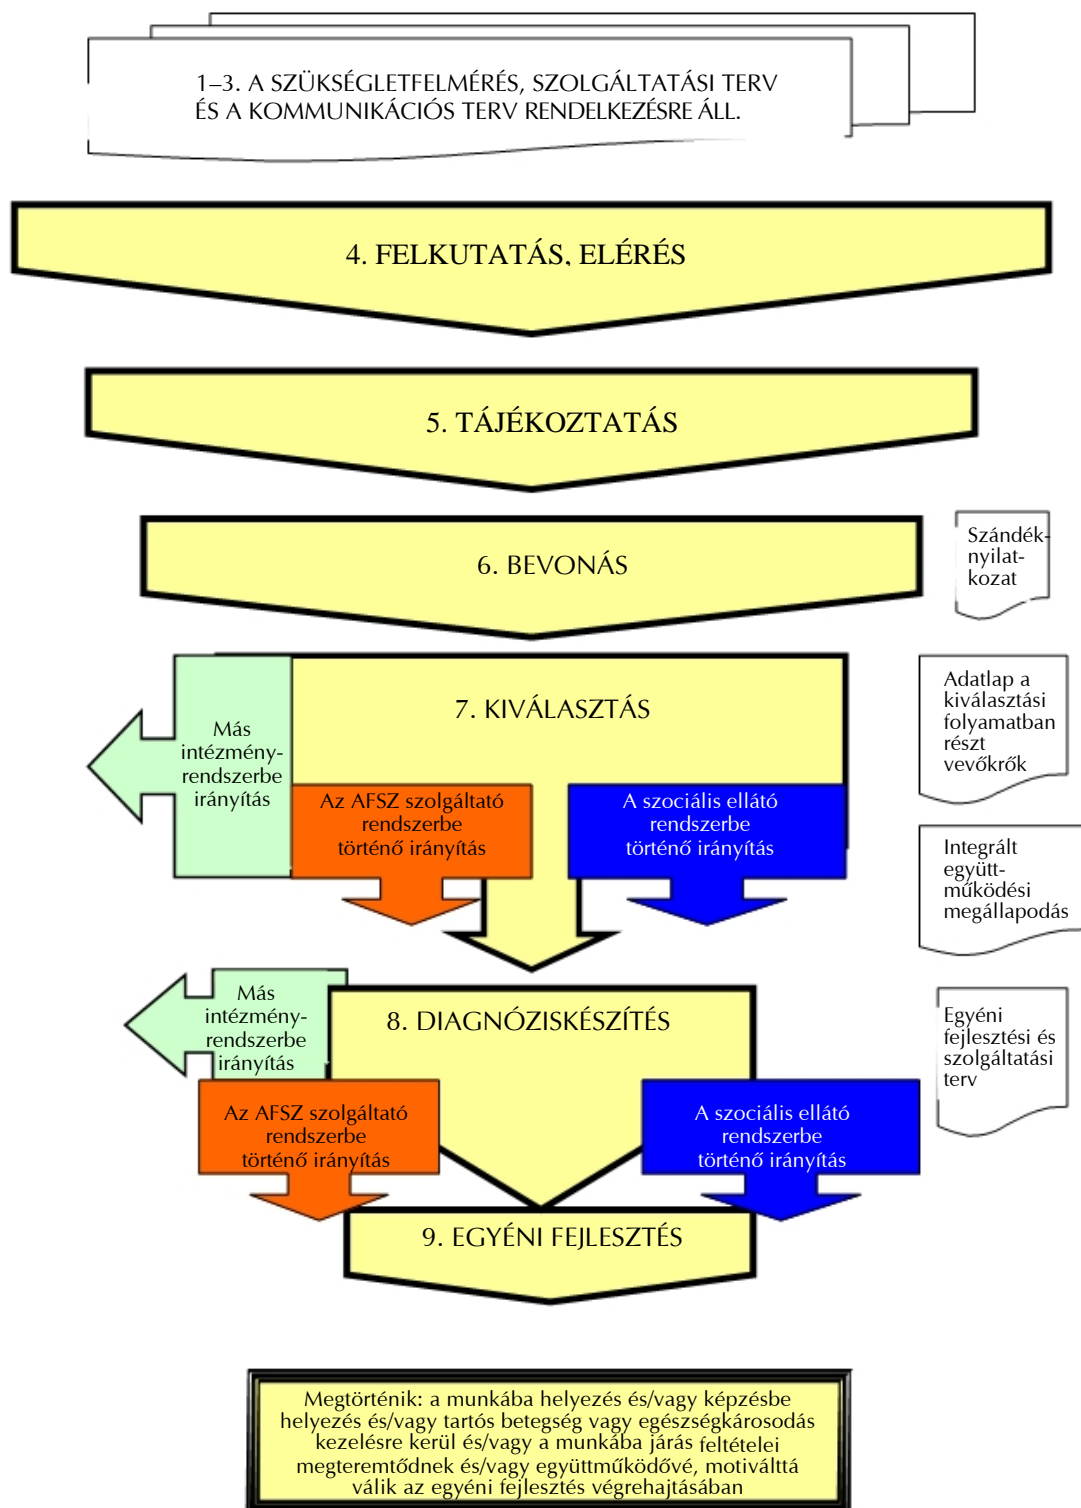 1–3. A SZÜKSÉGLETFELMÉRÉS, SZOLGÁLTATÁSI TERV
ÉS A KOMMUNIKÁCIÓS TERV RENDELKEZÉSRE ÁLL.
4. FELKUTATÁS, ELÉRÉS
5. TÁJÉKOZTATÁS
6. BEVONÁS
Szándék-
nyilat-
kozat
7. KIVÁLASZTÁS
Más
intézmény-
rendszerbe
irányítás
Az AFSZ szolgáltató
rendszerbe
történő irányítás
A szociális ellátó
rendszerbe
történő irányítás
Adatlap a
kiválasztási
folyamatban
részt
vevőkrők
Integrált
együtt-
működési
megállapodás
8. DIAGNÓZISKÉSZÍTÉS
Más
intézmény-
rendszerbe
irányítás
Az AFSZ szolgáltató
rendszerbe
történő irányítás
A szociális ellátó
rendszerbe
történő irányítás
Egyéni
fejlesztési és
szolgáltatási
terv
9. EGYÉNI FEJLESZTÉS
Megtörténik: a munkába helyezés és/vagy képzésbe
helyezés és/vagy tartós betegség vagy egészségkárosodás
kezelésre kerül és/vagy a munkába járás feltételei
megteremtődnek és/vagy együttműködővé, motiválttá
válik az egyéni fejlesztés végrehajtásában